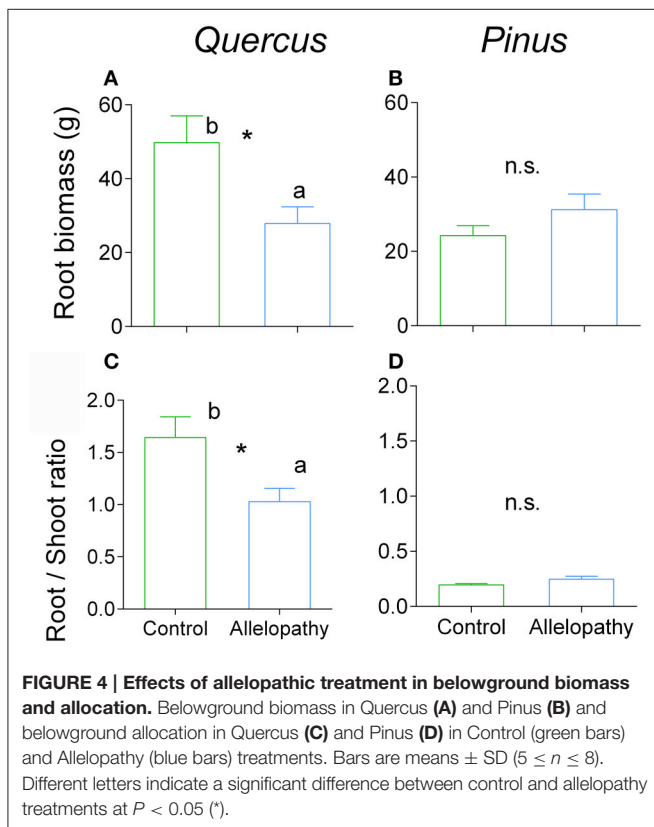 Quercus Pinus
A B
Root biomass (g)
60
40
20
0
b
*
a
60
40
20
0
n.s.
C D
Root / Shoot ratio
2.0
1.5
1.0
0.5
0.0
b
*
a
2.0
1.5
1.0
0.5
0.0
n.s.
Control Allelopathy Control Allelopathy
FIGURE 4 | Effects of allelopathic treatment in belowground biomass
and allocation. Belowground biomass in Quercus (A) and Pinus (B) and
belowground allocation in Quercus (C) and Pinus (D) in Control (green bars)
and Allelopathy (blue bars) treatments. Bars are means ± SD (5 ≤ n ≤ 8).
Different letters indicate a significant difference between control and allelopathy
treatments at P < 0.05 (*).